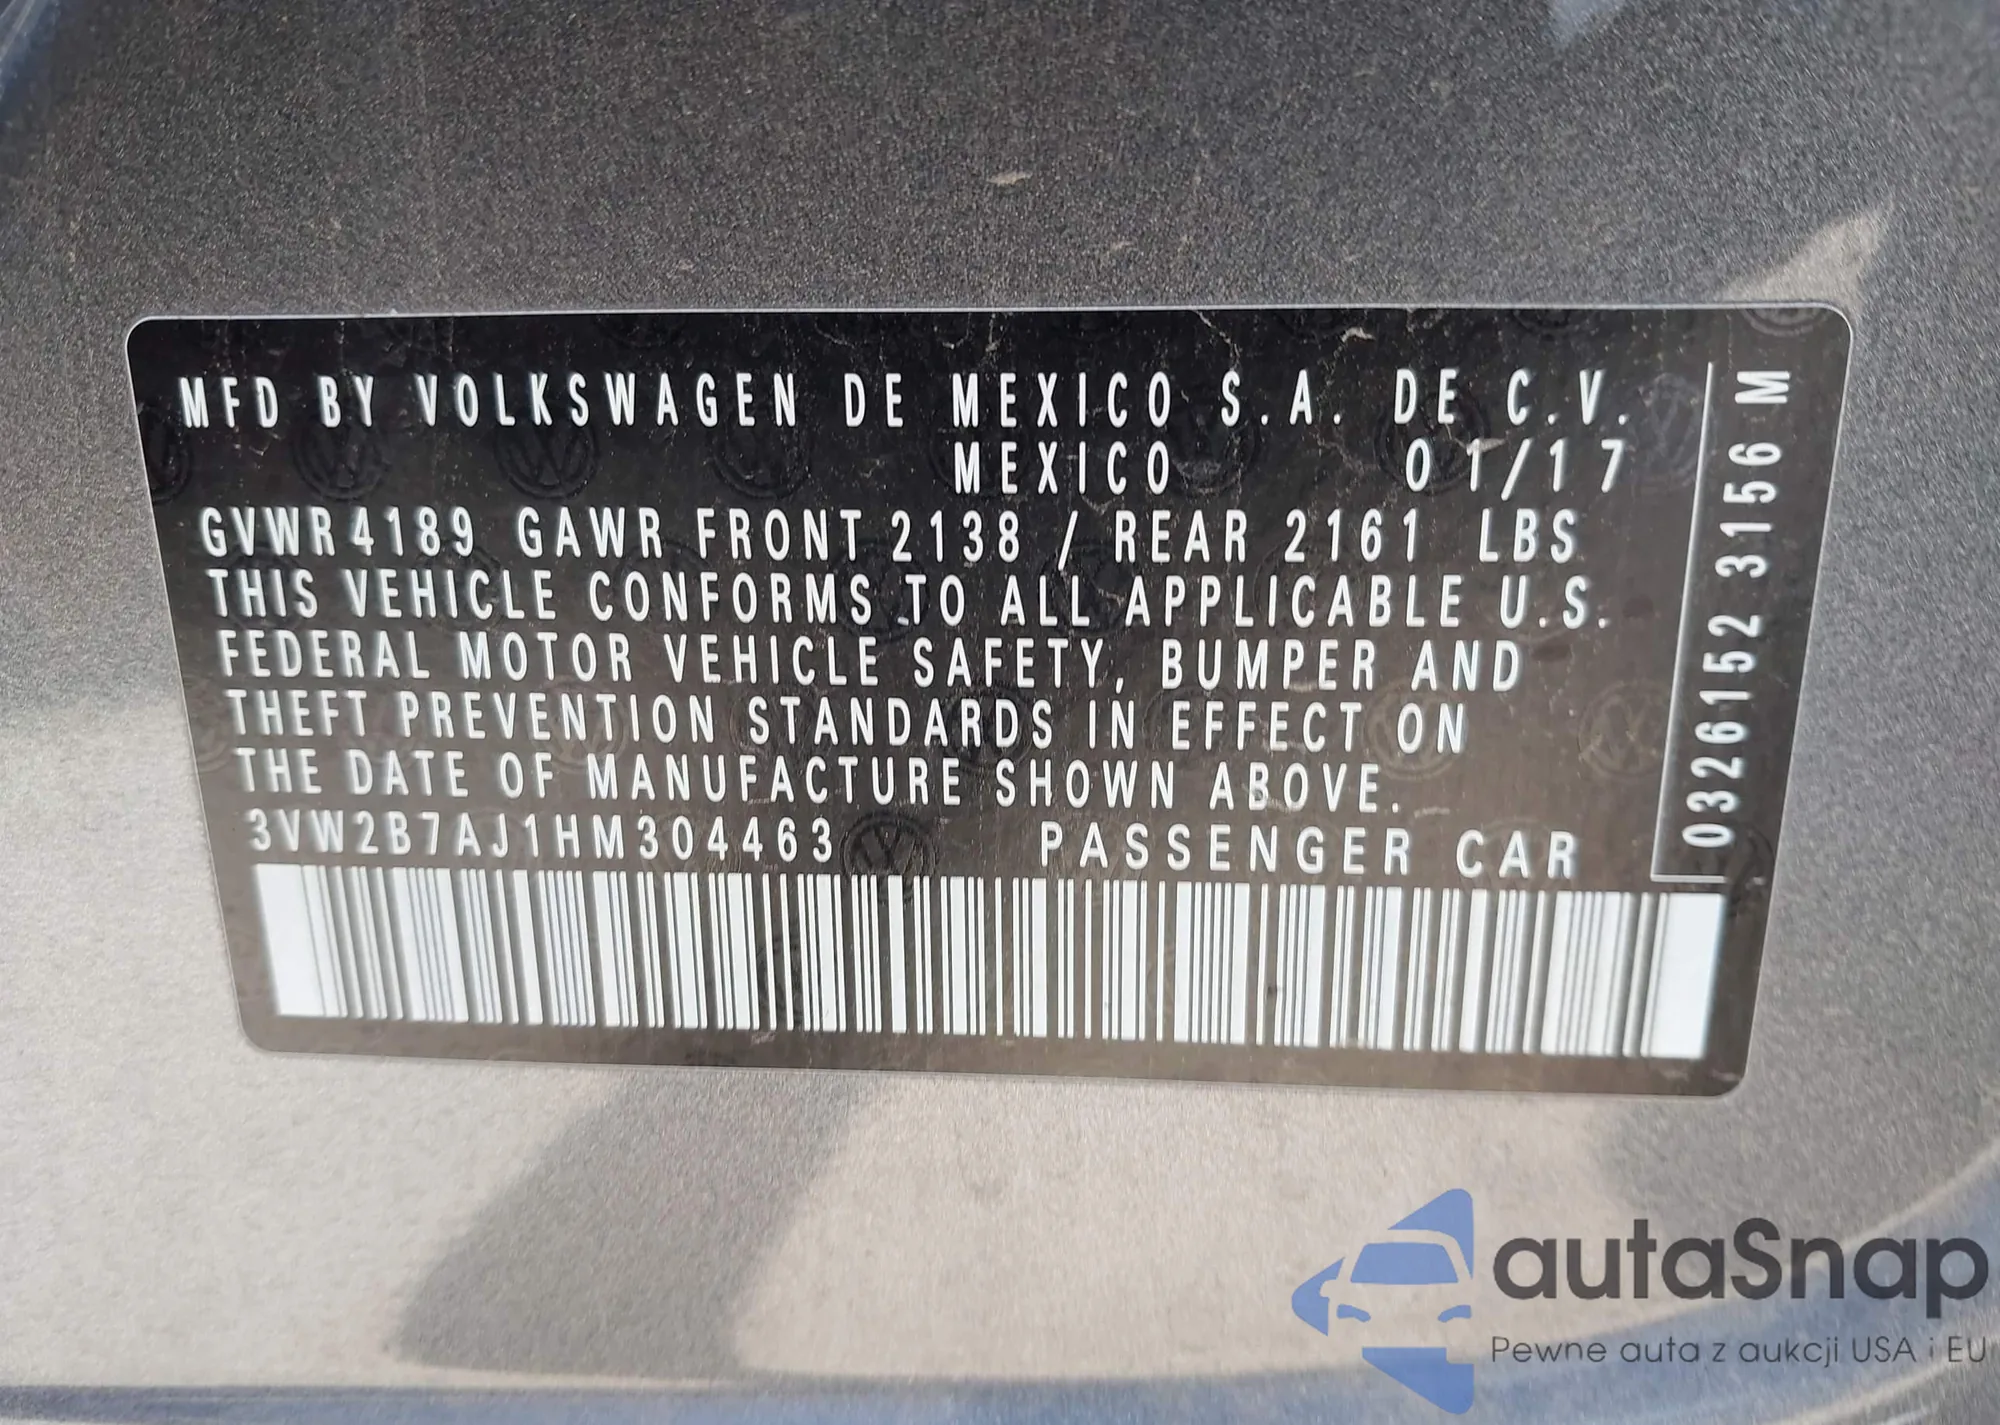 MFD BY VOLKSWAGEN DE MEXICO S.A. DE C.V.
MEXICO 01/17
GVWR 4189 GAWR FRONT 2138 / REAR 2161 LBS
THIS VEHICLE CONFORMS TO ALL APPLICABLE U.S.
FEDERAL MOTOR VEHICLE SAFETY, BUMPER AND
THEFT PREVENTION STANDARDS IN EFFECT ON
THE DATE OF MANUFACTURE SHOWN ABOVE.
3VW2B7AJ1HM304463 PASSENGER CAR
0326152 3156 M
autaSnap
Pewne auta z aukcji USA i EU